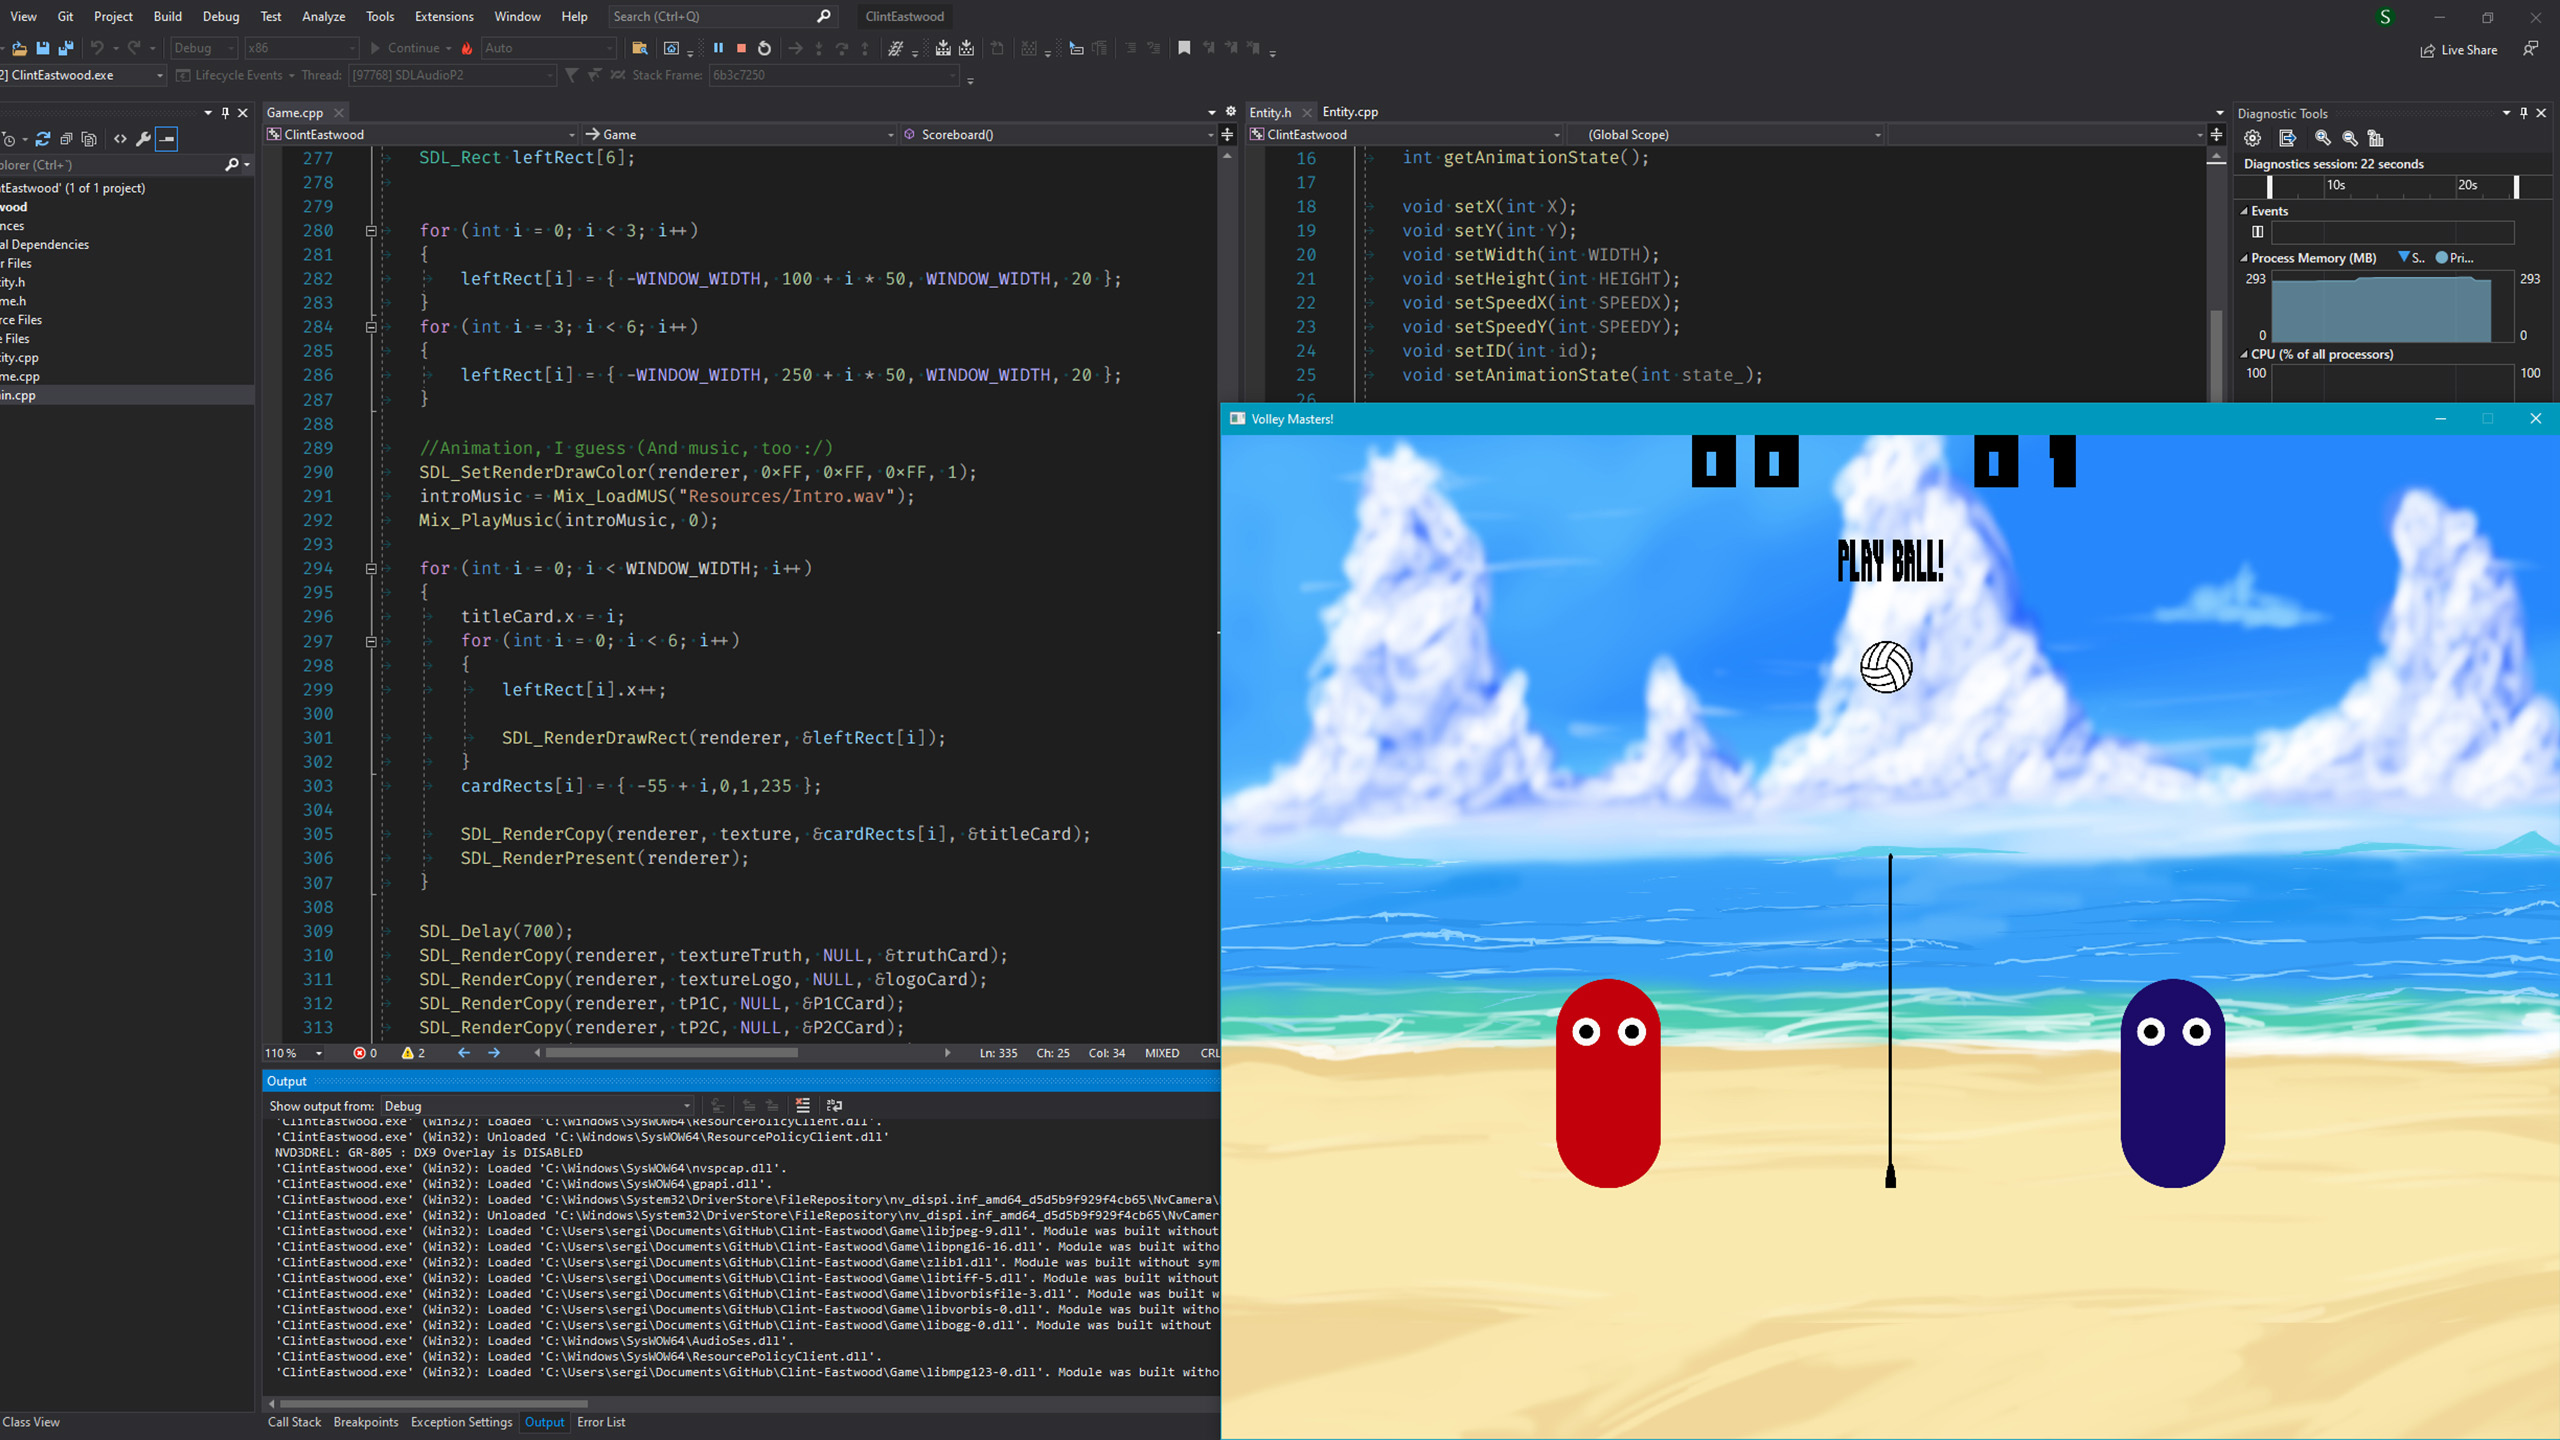 View Git Project Build Debug Test Analyze Tools Extensions Window Help Search (Ctrl+Q) ClintEastwood S
Debug x86 Continue Auto Live Share
2] ClintEastwood.exe Lifecycle Events Thread: [97768] SDLAudioP2 Stack Frame: 6b3c7250
plorer (Ctrl+¨)
ntEastwood' (1 of 1 project)
wood
nces
al Dependencies
r Files
ity.h
me.h
rce Files
e Files
ity.cpp
me.cpp
in.cpp
Class View
Game.cpp
ClintEastwood Game Scoreboard()
277 SDL_Rect leftRect[6];
278
279
280 for (int i = 0; i < 3; i++)
281 {
282 leftRect[i] = { -WINDOW_WIDTH, 100 + i * 50, WINDOW_WIDTH, 20 };
283 }
284 for (int i = 3; i < 6; i++)
285 {
286 leftRect[i] = { -WINDOW_WIDTH, 250 + i * 50, WINDOW_WIDTH, 20 };
287 }
288
289 //Animation, I guess (And music, too :/)
290 SDL_SetRenderDrawColor(renderer, 0×FF, 0×FF, 0×FF, 1);
291 introMusic = Mix_LoadMUS("Resources/Intro.wav");
292 Mix_PlayMusic(introMusic, 0);
293
294 for (int i = 0; i < WINDOW_WIDTH; i++)
295 {
296 titleCard.x = i;
297 for (int i = 0; i < 6; i++)
298 {
299 leftRect[i].x++;
300
301 SDL_RenderDrawRect(renderer, &leftRect[i]);
302 }
303 cardRects[i] = { -55 + i,0,1,235 };
304
305 SDL_RenderCopy(renderer, texture, &cardRects[i], &titleCard);
306 SDL_RenderPresent(renderer);
307 }
308
309 SDL_Delay(700);
310 SDL_RenderCopy(renderer, textureTruth, NULL, &truthCard);
311 SDL_RenderCopy(renderer, textureLogo, NULL, &logoCard);
312 SDL_RenderCopy(renderer, tP1C, NULL, &P1CCard);
313 SDL_RenderCopy(renderer, tP2C, NULL, &P2CCard);
110 % 0 2 Ln: 335 Ch: 25 Col: 34 MIXED CRL
Output
Show output from: Debug
'ClintEastwood.exe' (Win32): Loaded 'C:\Windows\SysWOW64\ResourcePolicyClient.dll'.
'ClintEastwood.exe' (Win32): Unloaded 'C:\Windows\SysWOW64\ResourcePolicyClient.dll'
NVD3DREL: GR-805 : DX9 Overlay is DISABLED
'ClintEastwood.exe' (Win32): Loaded 'C:\Windows\SysWOW64\nvspcap.dll'.
'ClintEastwood.exe' (Win32): Loaded 'C:\Windows\SysWOW64\gpapi.dll'.
'ClintEastwood.exe' (Win32): Loaded 'C:\Windows\System32\DriverStore\FileRepository\nv_dispi.inf_amd64_d5d5b9f929f4cb65\NvCamera\
'ClintEastwood.exe' (Win32): Unloaded 'C:\Windows\System32\DriverStore\FileRepository\nv_dispi.inf_amd64_d5d5b9f929f4cb65\NvCamer
'ClintEastwood.exe' (Win32): Loaded 'C:\Users\sergi\Documents\GitHub\Clint-Eastwood\Game\libjpeg-9.dll'. Module was built without
'ClintEastwood.exe' (Win32): Loaded 'C:\Users\sergi\Documents\GitHub\Clint-Eastwood\Game\libpng16-16.dll'. Module was built witho
'ClintEastwood.exe' (Win32): Loaded 'C:\Users\sergi\Documents\GitHub\Clint-Eastwood\Game\zlib1.dll'. Module was built without sym
'ClintEastwood.exe' (Win32): Loaded 'C:\Users\sergi\Documents\GitHub\Clint-Eastwood\Game\libtiff-5.dll'. Module was built without
'ClintEastwood.exe' (Win32): Loaded 'C:\Users\sergi\Documents\GitHub\Clint-Eastwood\Game\libvorbisfile-3.dll'. Module was built w
'ClintEastwood.exe' (Win32): Loaded 'C:\Users\sergi\Documents\GitHub\Clint-Eastwood\Game\libvorbis-0.dll'. Module was built witho
'ClintEastwood.exe' (Win32): Loaded 'C:\Users\sergi\Documents\GitHub\Clint-Eastwood\Game\libogg-0.dll'. Module was built without
'ClintEastwood.exe' (Win32): Loaded 'C:\Windows\SysWOW64\AudioSes.dll'.
'ClintEastwood.exe' (Win32): Loaded 'C:\Windows\SysWOW64\ResourcePolicyClient.dll'.
'ClintEastwood.exe' (Win32): Loaded 'C:\Users\sergi\Documents\GitHub\Clint-Eastwood\Game\libmpg123-0.dll'. Module was built witho
Call Stack Breakpoints Exception Settings Output Error List
Entity.h Entity.cpp
ClintEastwood (Global Scope)
16 int getAnimationState();
17
18 void setX(int X);
19 void setY(int Y);
20 void setWidth(int WIDTH);
21 void setHeight(int HEIGHT);
22 void setSpeedX(int SPEEDX);
23 void setSpeedY(int SPEEDY);
24 void setID(int id);
25 void setAnimationState(int state_);
26
Diagnostic Tools
Diagnostics session: 22 seconds
10s 20s
Events
Process Memory (MB) S.. Pri...
293 293
0 0
CPU (% of all processors)
100 100
Volley Masters!
00 01
PLAY BALL!